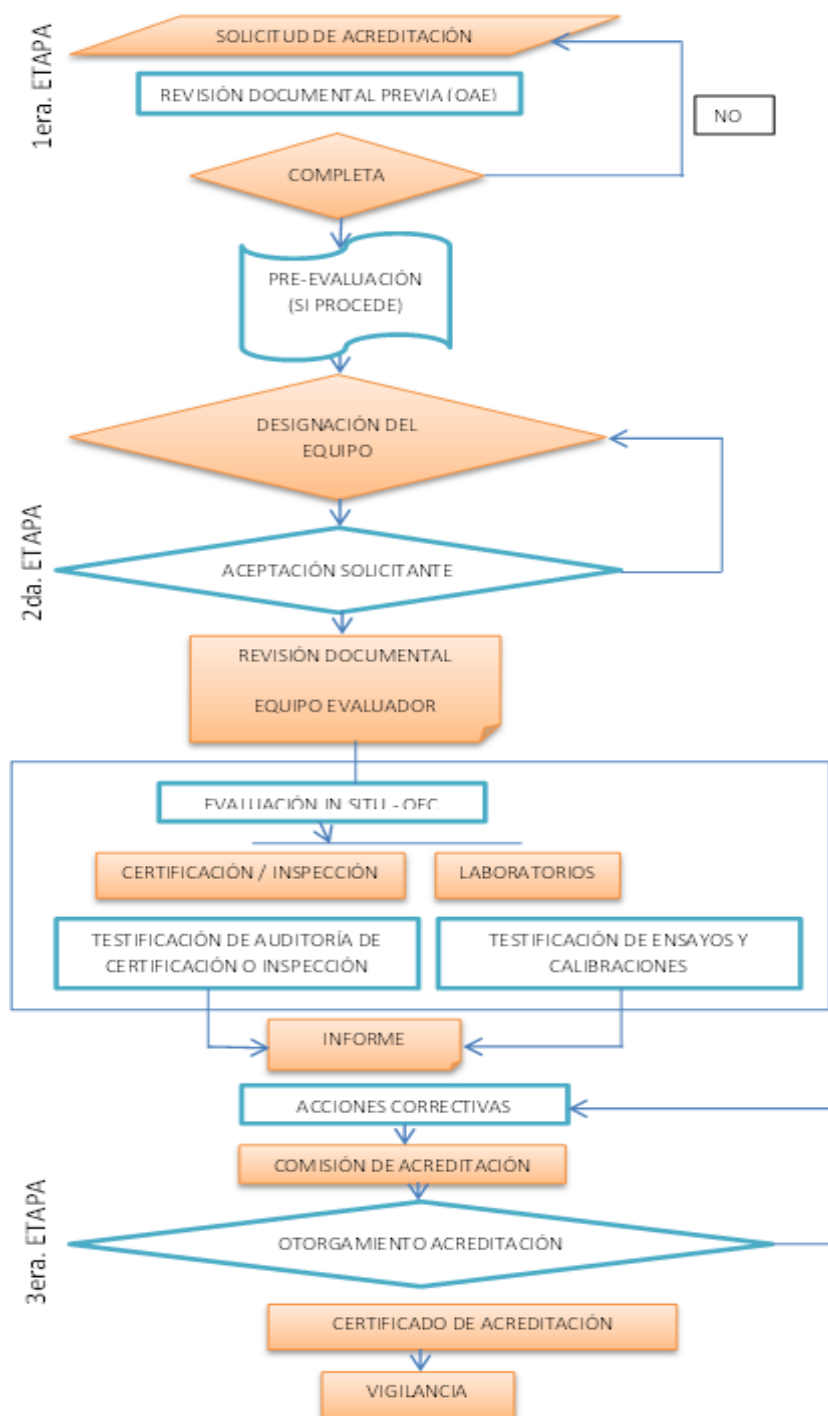 1era. ETAPA
SOLICITUD DE ACREDITACIÓN
REVISIÓN DOCUMENTAL PREVIA (OAE)
NO
COMPLETA
PRE-EVALUACIÓN
(SI PROCEDE)
2da. ETAPA
DESIGNACIÓN DEL
EQUIPO
ACEPTACIÓN SOLICITANTE
REVISIÓN DOCUMENTAL
EQUIPO EVALUADOR
EVALUACIÓN IN SITU - OEC
CERTIFICACIÓN / INSPECCIÓN
LABORATORIOS
TESTIFICACIÓN DE AUDITORÍA DE
CERTIFICACIÓN O INSPECCIÓN
TESTIFICACIÓN DE ENSAYOS Y
CALIBRACIONES
INFORME
3era. ETAPA
ACCIONES CORRECTIVAS
COMISIÓN DE ACREDITACIÓN
OTORGAMIENTO ACREDITACIÓN
CERTIFICADO DE ACREDITACIÓN
VIGILANCIA